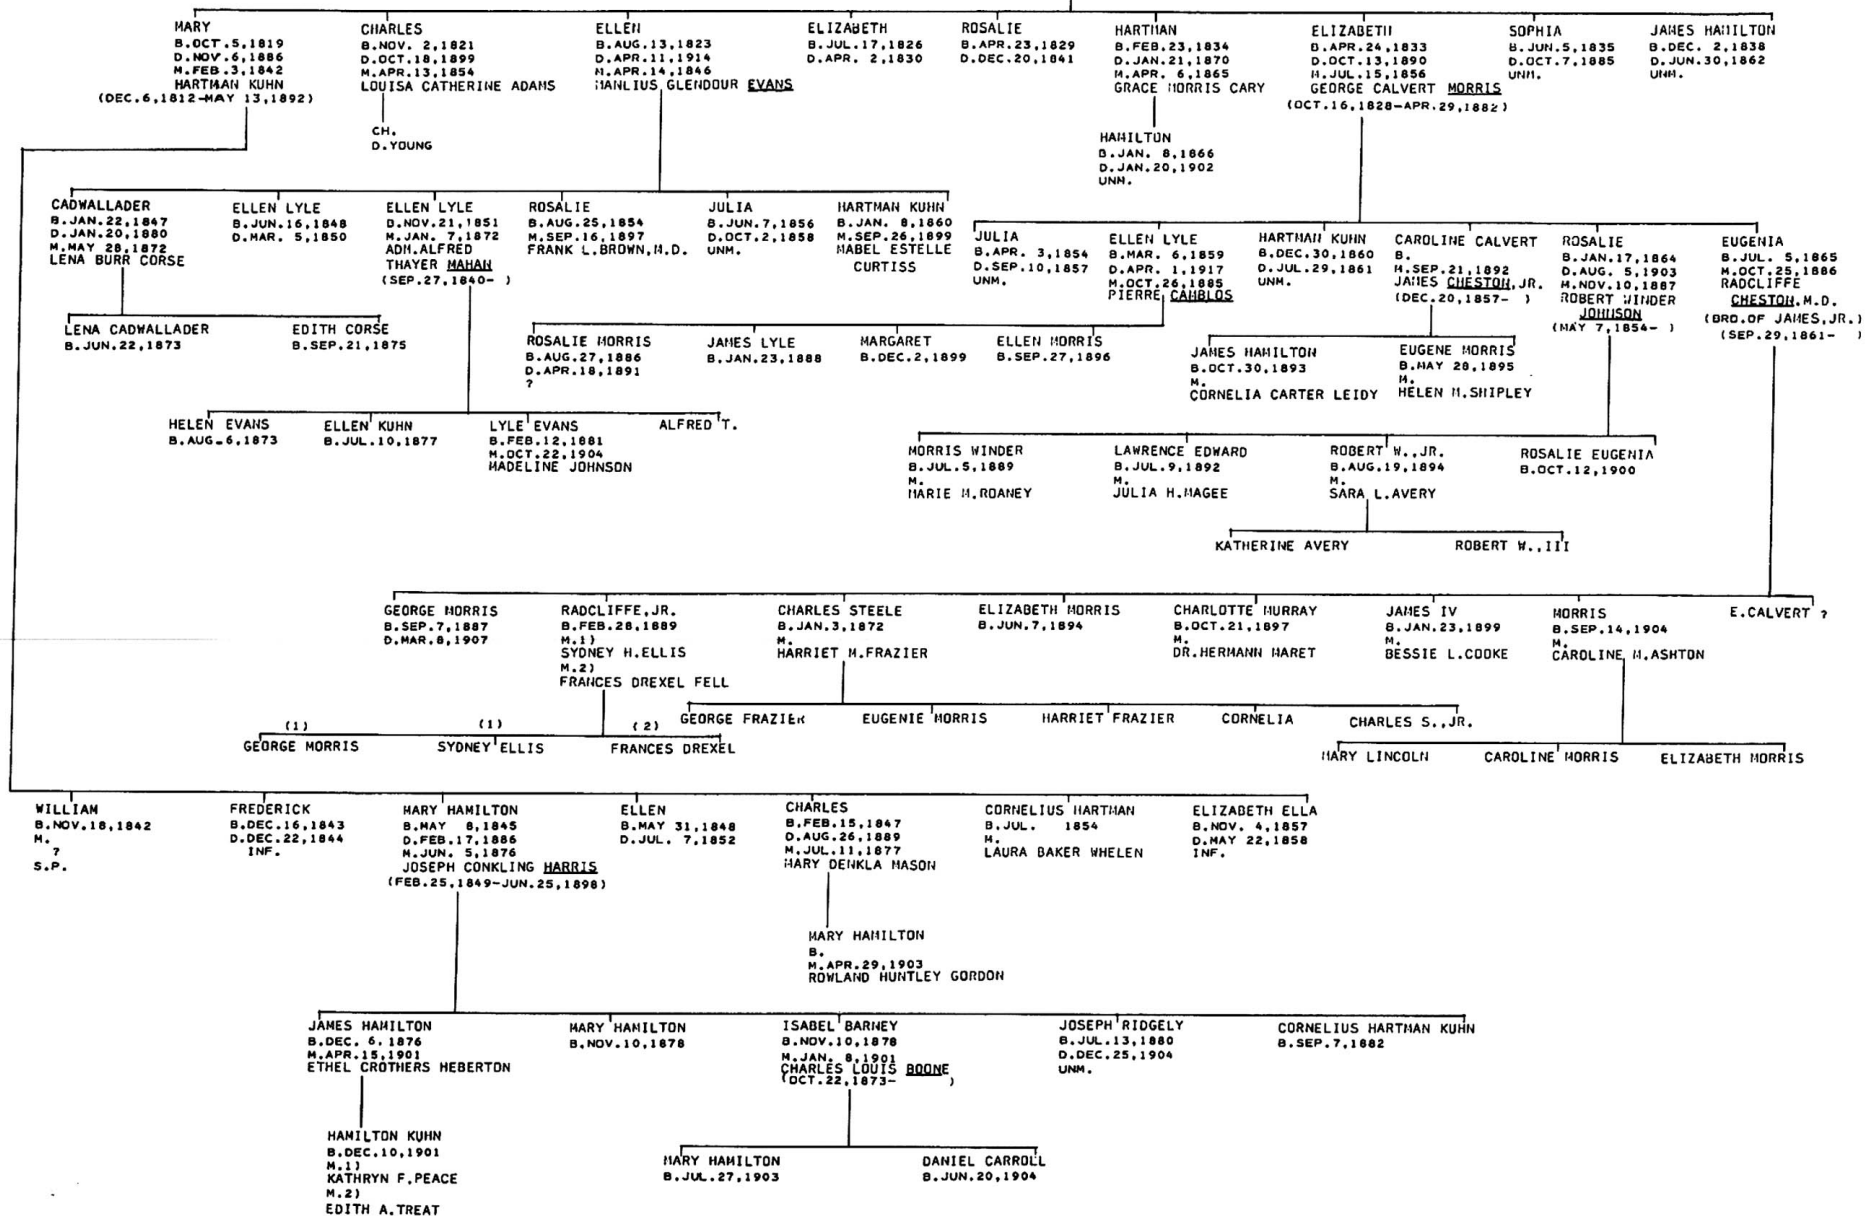 MARY
B.OCT.5,1819
D.NOV.6,1886
M.FEB.3,1842
HARTMAN KUHN
(DEC.6,1812-MAY 13,1892)
CHARLES
B.NOV. 2,1821
D.OCT.18,1899
M.APR.13,1854
LOUISA CATHERINE ADAMS
CH.
D.YOUNG
ELLEN
B.AUG.13,1823
D.APR.11,1914
M.APR.14,1846
MANLIUS GLENDOUR EVANS
ELIZABETH
B.JUL.17,1826
D.APR. 2,1830
ROSALIE
B.APR.23,1829
D.DEC.20,1841
HARTMAN
B.FEB.23,1834
D.JAN.21,1870
M.APR. 6,1865
GRACE MORRIS CARY
HAMILTON
B.JAN. 8,1866
D.JAN.20,1902
UNM.
ELIZABETH
B.APR.24,1833
D.OCT.13,1890
M.JUL.15,1856
GEORGE CALVERT MORRIS
(OCT.16,1828-APR.29,1882)
SOPHIA
B.JUN.5,1835
D.OCT.7,1885
UNM.
JAMES HAMILTON
B.DEC. 2,1838
D.JUN.30,1862
UNM.
CADWALLADER
B.JAN.22,1847
D.JAN.20,1880
M.MAY 28,1872
LENA BURR CORSE
ELLEN LYLE
B.JUN.16,1848
D.MAR. 5,1850
ELLEN LYLE
B.NOV.21,1851
M.JAN. 7,1872
ADM.ALFRED
THAYER MAHAN
(SEP.27,1840- )
ROSALIE
B.AUG.25,1854
M.SEP.16,1897
FRANK L.BROWN,M.D.
JULIA
B.JUN.7,1856
D.OCT.2,1858
UNM.
HARTMAN KUHN
B.JAN. 8,1860
M.SEP.26,1899
MABEL ESTELLE
CURTISS
JULIA
B.APR. 3,1854
D.SEP.10,1857
UNM.
ELLEN LYLE
B.MAR. 6,1859
D.APR. 1,1917
M.OCT.26,1885
PIERRE CAMBLOS
HARTMAN KUHN
B.DEC.30,1860
D.JUL.29,1861
UNM.
CAROLINE CALVERT
B.
M.SEP.21,1892
JAMES CHESTON,JR.
(DEC.20,1857- )
ROSALIE
B.JAN.17,1864
D.AUG. 5,1903
M.NOV.10,1887
ROBERT WINDER
JOHNSON
(MAY 7,1854- )
EUGENIA
B.JUL. 5,1865
M.OCT.25,1886
RADCLIFFE
CHESTON,M.D.
(BRO.OF JAMES,JR.)
(SEP.29,1861- )
LENA CADWALLADER
B.JUN.22,1873
EDITH CORSE
B.SEP.21,1875
ROSALIE MORRIS
B.AUG.27,1886
D.APR.18,1891
?
JAMES LYLE
B.JAN.23,1888
MARGARET
B.DEC.2,1899
ELLEN MORRIS
B.SEP.27,1896
JAMES HAMILTON
B.OCT.30,1893
M.
CORNELIA CARTER LEIDY
EUGENE MORRIS
B.MAY 28,1895
M.
HELEN M.SHIPLEY
HELEN EVANS
B.AUG.6,1873
ELLEN KUHN
B.JUL.10,1877
LYLE EVANS
B.FEB.12,1881
M.OCT.22,1904
MADELINE JOHNSON
ALFRED T.
MORRIS WINDER
B.JUL.5,1889
M.
MARIE M.ROANEY
LAWRENCE EDWARD
B.JUL.9,1892
M.
JULIA H.MAGEE
ROBERT W.,JR.
B.AUG.19,1894
M.
SARA L.AVERY
ROSALIE EUGENIA
B.OCT.12,1900
KATHERINE AVERY
ROBERT W.,III
GEORGE MORRIS
B.SEP.7,1887
D.MAR.8,1907
RADCLIFFE,JR.
B.FEB.28,1889
M.1)
SYDNEY H.ELLIS
M.2)
FRANCES DREXEL FELL
CHARLES STEELE
B.JAN.3,1872
M.
HARRIET M.FRAZIER
ELIZABETH MORRIS
B.JUN.7,1894
CHARLOTTE MURRAY
B.OCT.21,1897
M.
DR.HERMANN MARET
JAMES IV
B.JAN.23,1899
M.
BESSIE L.COOKE
MORRIS
B.SEP.14,1904
M.
CAROLINE M.ASHTON
E.CALVERT ?
(1)
GEORGE MORRIS
(1)
SYDNEY ELLIS
(2)
FRANCES DREXEL
GEORGE FRAZIER
EUGENIE MORRIS
HARRIET FRAZIER
CORNELIA
CHARLES S.,JR.
MARY LINCOLN
CAROLINE MORRIS
ELIZABETH MORRIS
WILLIAM
B.NOV.18,1842
M.
?
S.P.
FREDERICK
B.DEC.16,1843
D.DEC.22,1844
INF.
MARY HAMILTON
B.MAY 8,1845
D.FEB.17,1886
M.JUN. 5,1876
JOSEPH CONKLING HARRIS
(FEB.25,1849-JUN.25,1898)
ELLEN
B.MAY 31,1848
D.JUL. 7,1852
CHARLES
B.FEB.15,1847
D.AUG.26,1889
M.JUL.11,1877
MARY DENKLA MASON
CORNELIUS HARTMAN
B.JUL. 1854
M.
LAURA BAKER WHELEN
ELIZABETH ELLA
B.NOV. 4,1857
D.MAY 22,1858
INF.
MARY HAMILTON
B.
M.APR.29,1903
ROWLAND HUNTLEY GORDON
JAMES HAMILTON
B.DEC. 6,1876
M.APR.15,1901
ETHEL CROTHERS HEBERTON
MARY HAMILTON
B.NOV.10,1878
ISABEL BARNEY
B.NOV.10,1878
M.JAN. 8,1901
CHARLES LOUIS BOONE
(OCT.22,1873- )
JOSEPH RIDGELY
B.JUL.13,1880
D.DEC.25,1904
UNM.
CORNELIUS HARTMAN KUHN
B.SEP.7,1882
HAMILTON KUHN
B.DEC.10,1901
M.1)
KATHRYN F.PEACE
M.2)
EDITH A.TREAT
MARY HAMILTON
B.JUL.27,1903
DANIEL CARROLL
B.JUN.20,1904